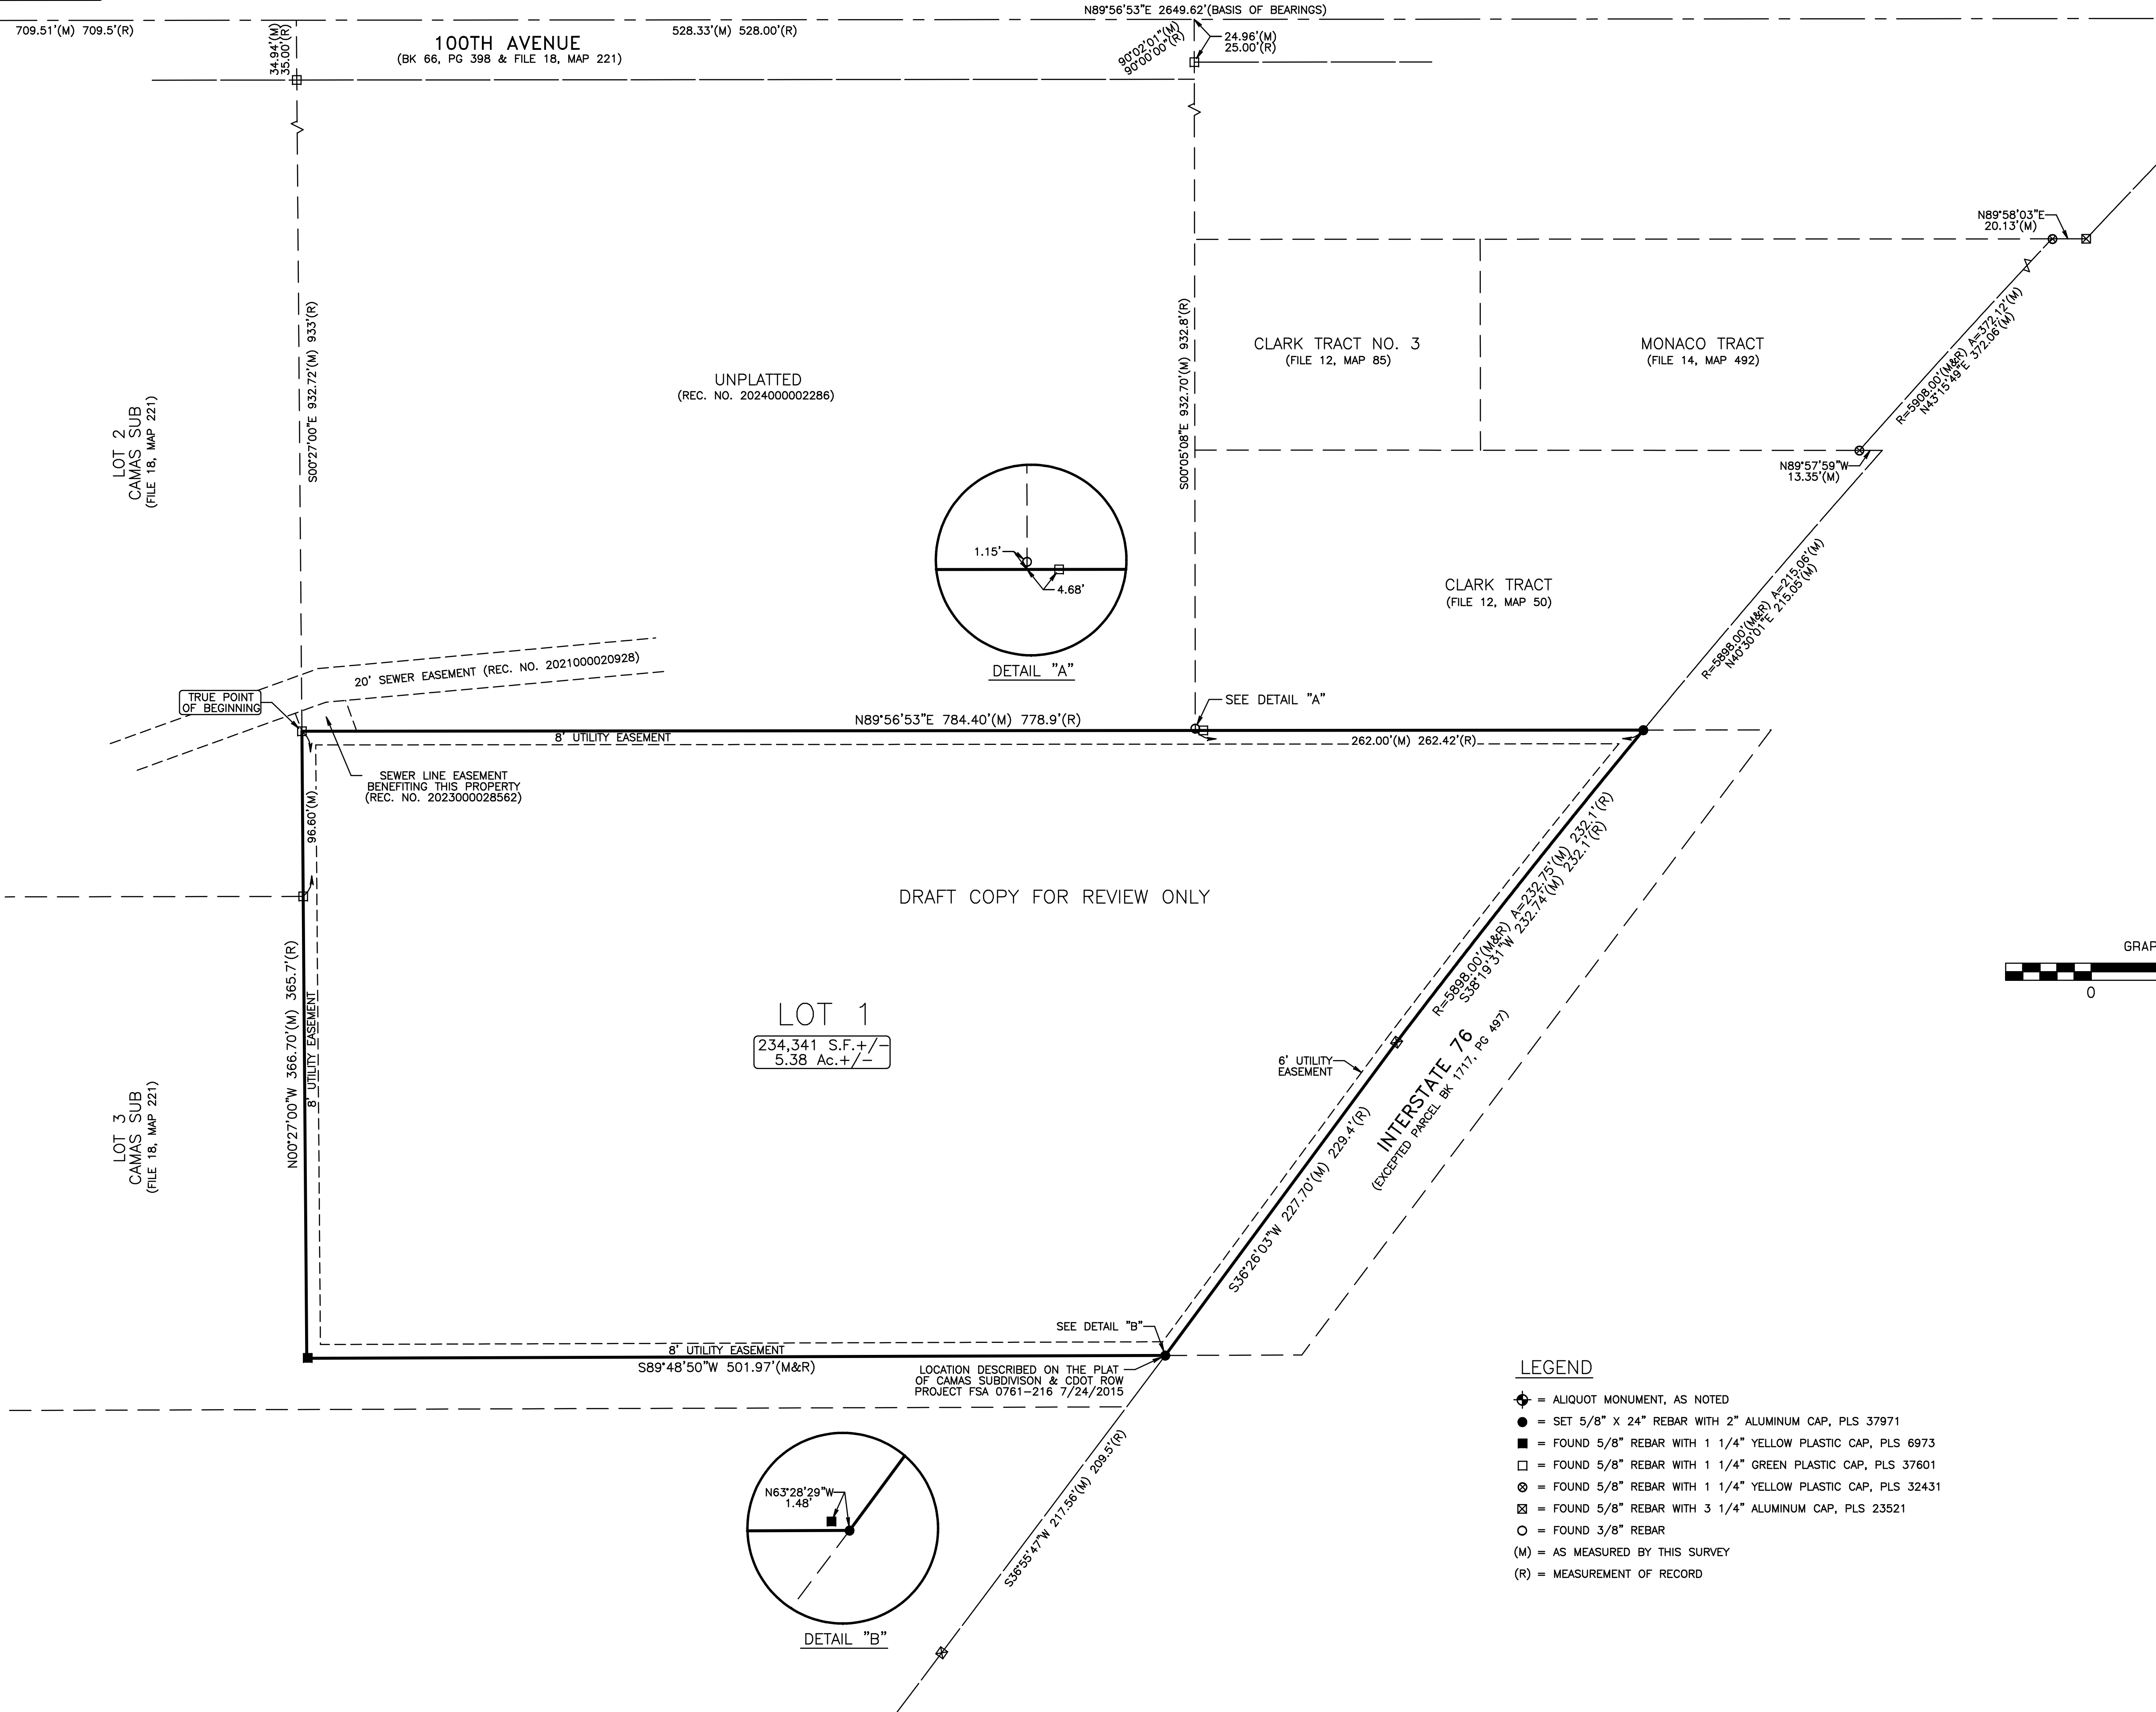 N89°56'53"E 2649.62'(BASIS OF BEARINGS)
709.51'(M) 709.5'(R)
34.94'(M)
35.00'(R)
100TH AVENUE
(BK 66, PG 398 & FILE 18, MAP 221)
528.33'(M) 528.00'(R)
90°02'01"(M)
90°00'00"(R)
24.96'(M)
25.00'(R)
N89°58'03"E
20.13'(M)
S00°27'00"E 932.72'(M) 933'(R)
S00°05'08"E 932.70'(M) 932.8'(R)
CLARK TRACT NO. 3
(FILE 12, MAP 85)
MONACO TRACT
(FILE 14, MAP 492)
R=5908.00'(M&R) A=372.12'(M)
N43°15'49"E 372.06'(M)
UNPLATTED
(REC. NO. 2024000002286)
LOT 2
CAMAS SUB
(FILE 18, MAP 221)
N89°57'59"W
13.35'(M)
1.15'
4.68'
DETAIL "A"
CLARK TRACT
(FILE 12, MAP 50)
R=5898.00'(M&R) A=215.06'(M)
N40°30'01"E 215.05'(M)
20' SEWER EASEMENT (REC. NO. 2021000020928)
TRUE POINT
OF BEGINNING
SEE DETAIL "A"
N89°56'53"E 784.40'(M) 778.9'(R)
8' UTILITY EASEMENT
262.00'(M) 262.42'(R)
SEWER LINE EASEMENT
BENEFITING THIS PROPERTY
(REC. NO. 2023000028562)
96.60'(M)
R=5898.00'(M&R) A=232.75'(M) 232.1'(R)
S38°19'31"W 232.74'(M) 232.1'(R)
DRAFT COPY FOR REVIEW ONLY
GRAP
0
N00°27'00"W 366.70'(M) 365.7'(R)
8' UTILITY EASEMENT
LOT 1
234,341 S.F.+/-
5.38 Ac.+/-
6' UTILITY
EASEMENT
INTERSTATE 76
(EXCEPTED PARCEL BK 1717, PG 497)
LOT 3
CAMAS SUB
(FILE 18, MAP 221)
S36°26'03"W 227.70'(M) 229.4'(R)
SEE DETAIL "B"
8' UTILITY EASEMENT
S89°48'50"W 501.97'(M&R)
LOCATION DESCRIBED ON THE PLAT
OF CAMAS SUBDIVISON & CDOT ROW
PROJECT FSA 0761-216 7/24/2015
S36°55'47"W 217.56'(M) 209.5'(R)
N63°28'29"W
1.48'
DETAIL "B"
LEGEND
= ALIQUOT MONUMENT, AS NOTED
= SET 5/8" X 24" REBAR WITH 2" ALUMINUM CAP, PLS 37971
= FOUND 5/8" REBAR WITH 1 1/4" YELLOW PLASTIC CAP, PLS 6973
= FOUND 5/8" REBAR WITH 1 1/4" GREEN PLASTIC CAP, PLS 37601
= FOUND 5/8" REBAR WITH 1 1/4" YELLOW PLASTIC CAP, PLS 32431
= FOUND 5/8" REBAR WITH 3 1/4" ALUMINUM CAP, PLS 23521
= FOUND 3/8" REBAR
(M) = AS MEASURED BY THIS SURVEY
(R) = MEASUREMENT OF RECORD